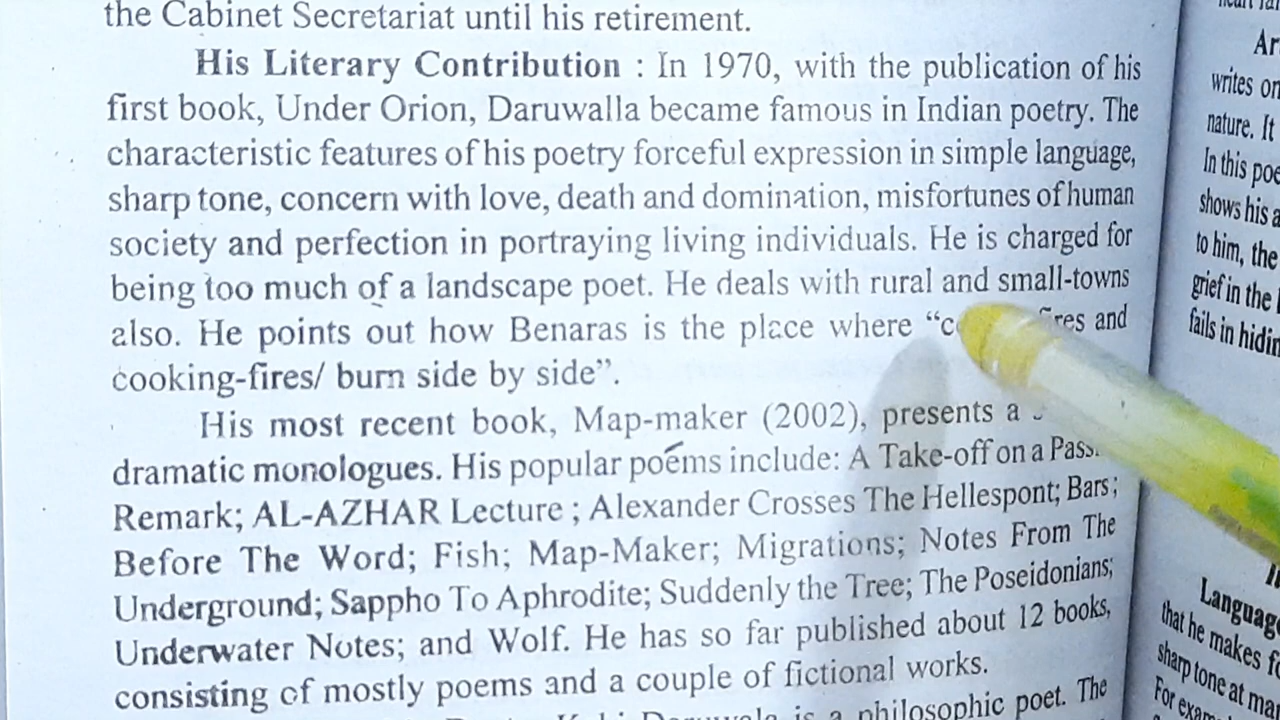 the Cabinet Secretariat until his retirement.
His Literary Contribution : In 1970, with the publication of his
first book, Under Orion, Daruwalla became famous in Indian poetry. The
characteristic features of his poetry forceful expression in simple language,
sharp tone, concern with love, death and domination, misfortunes of human
society and perfection in portraying living individuals. He is charged for
being too much of a landscape poet. He deals with rural and small-towns
also. He points out how Benaras is the place where “ and
cooking-fires/ burn side by side”.
His most recent book, Map-maker (2002), presents a
dramatic monologues. His popular poems include: A Take-off on a
Remark; AL-AZHAR Lecture ; Alexander Crosses The Hellespont; Bars;
Before The Word; Fish; Map-Maker; Migrations; Notes From The
Underground; Sappho To Aphrodite; Suddenly the Tree; The Poseidonians;
Underwater Notes; and Wolf. He has so far published about 12 books,
consisting of mostly poems and a couple of fictional works.
is a philosophic poet. The
Ar
writes on
nature. It
In this poe
shows his a
to him, the
grief in the
fails in hidin
Language
that he makes
sharp tone at
For